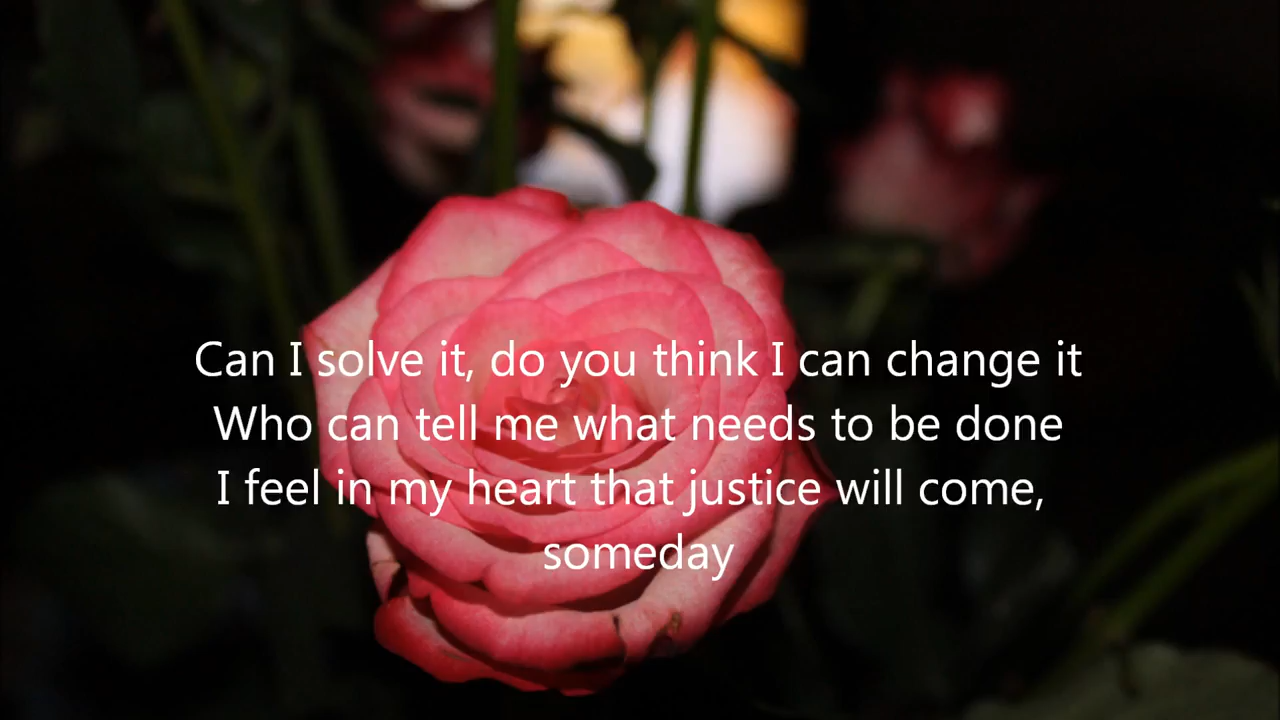 Can I solve it, do you think I can change it
Who can tell me what needs to be done
I feel in my heart that justice will come,
someday